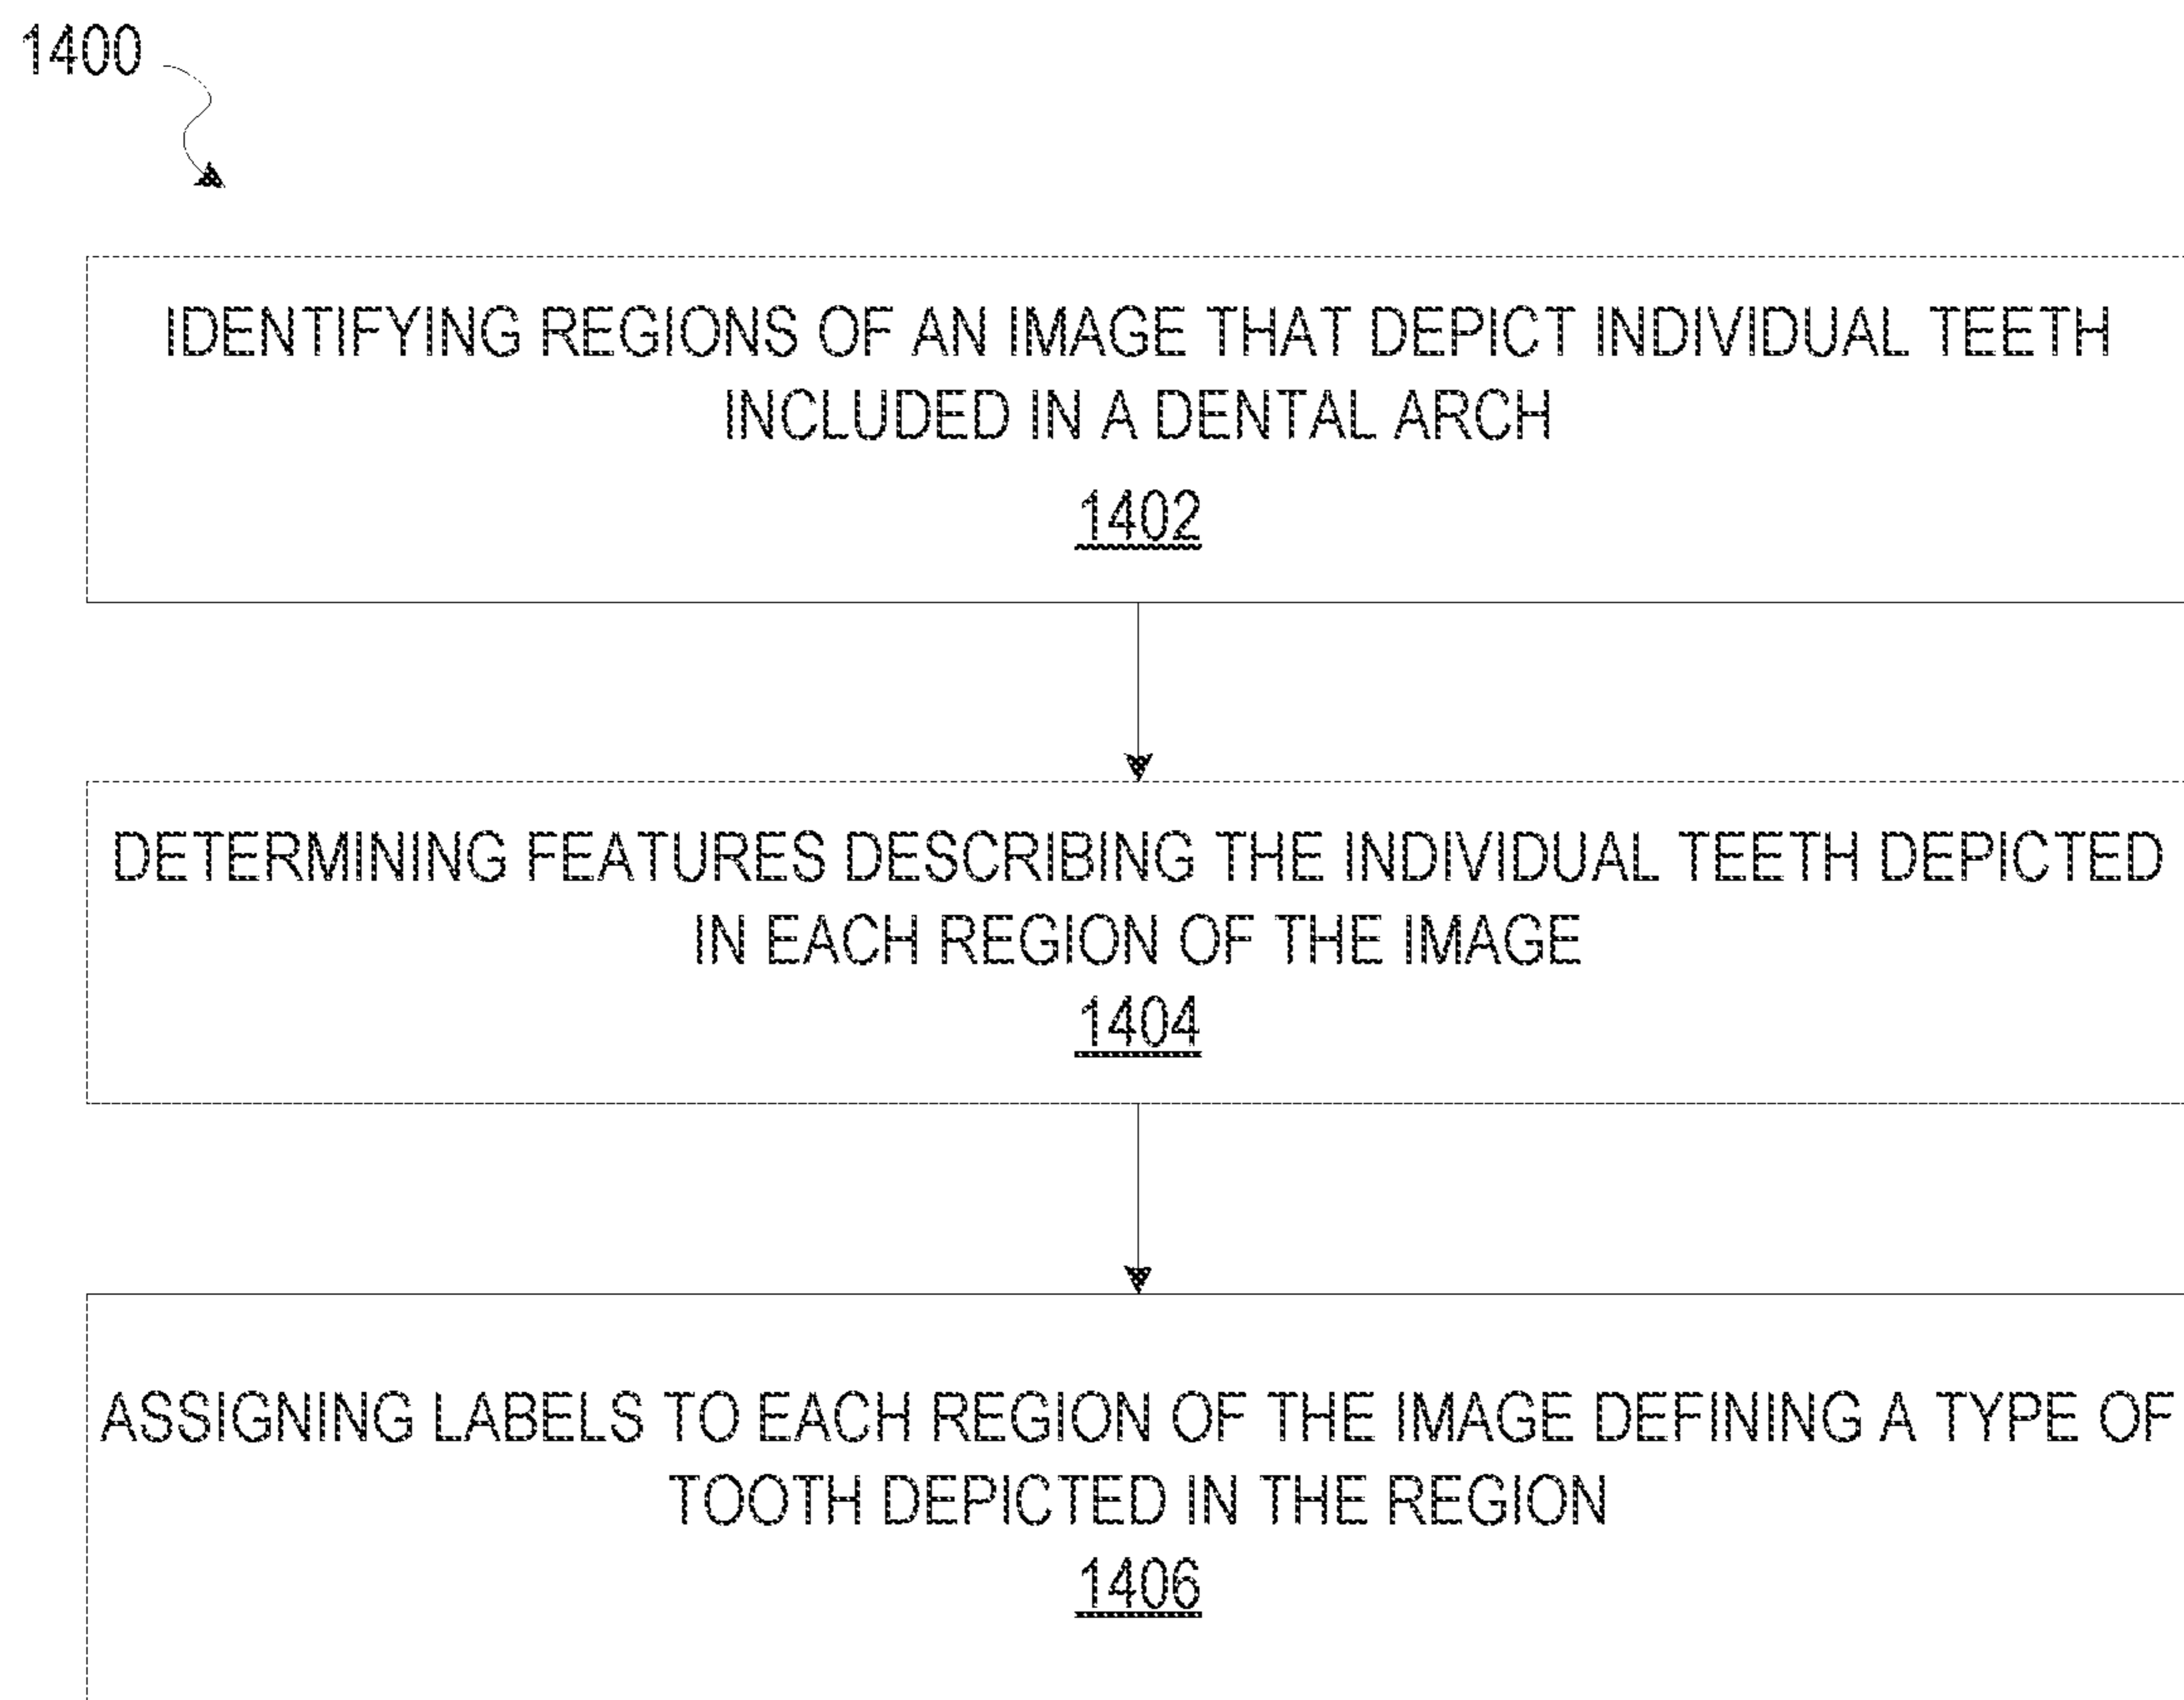 1400
IDENTIFYING REGIONS OF AN IMAGE THAT DEPICT INDIVIDUAL TEETH
INCLUDED IN A DENTAL ARCH
1402
DETERMINING FEATURES DESCRIBING THE INDIVIDUAL TEETH DEPICTED
IN EACH REGION OF THE IMAGE
1404
ASSIGNING LABELS TO EACH REGION OF THE IMAGE DEFINING A TYPE OF
TOOTH DEPICTED IN THE REGION
1406